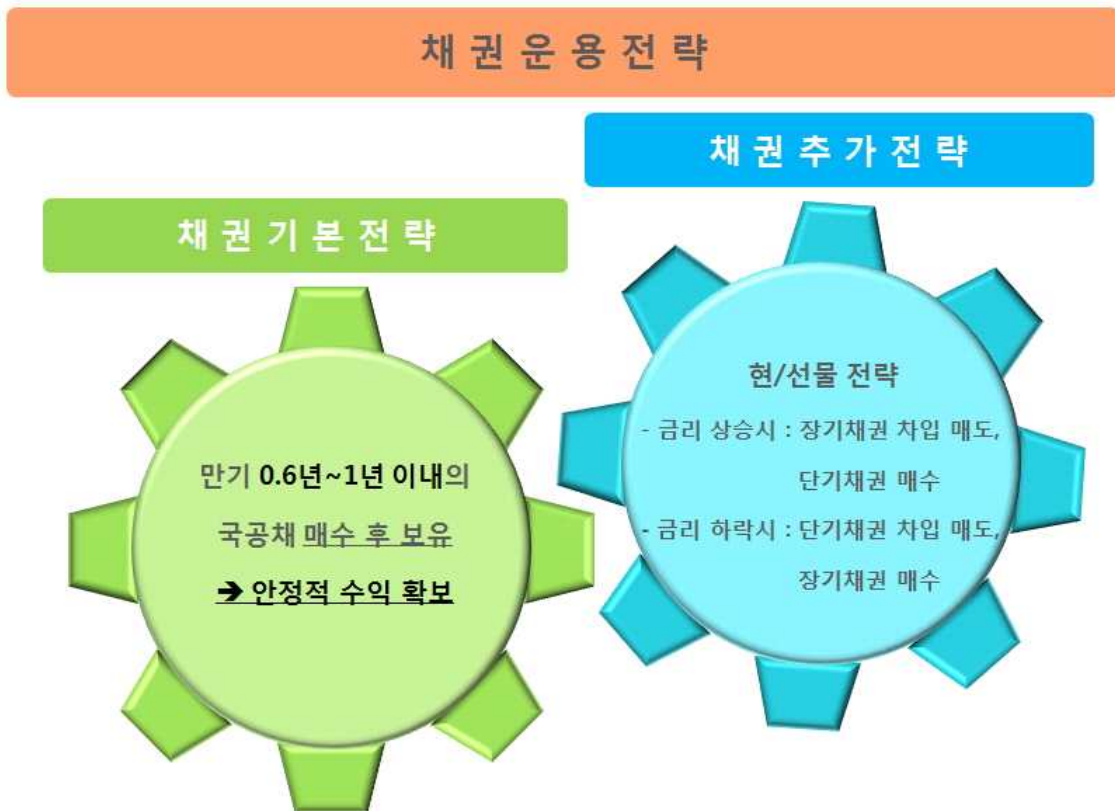 채권운용전략
채권추가전략
채권기본전략
만기 0.6년~1년 이내의
국공채 매수 후 보유
➔ 안정적 수익 확보
현/선물 전략
- 금리 상승시 : 장기채권 차입 매도,
단기채권 매수
- 금리 하락시 : 단기채권 차입 매도,
장기채권 매수